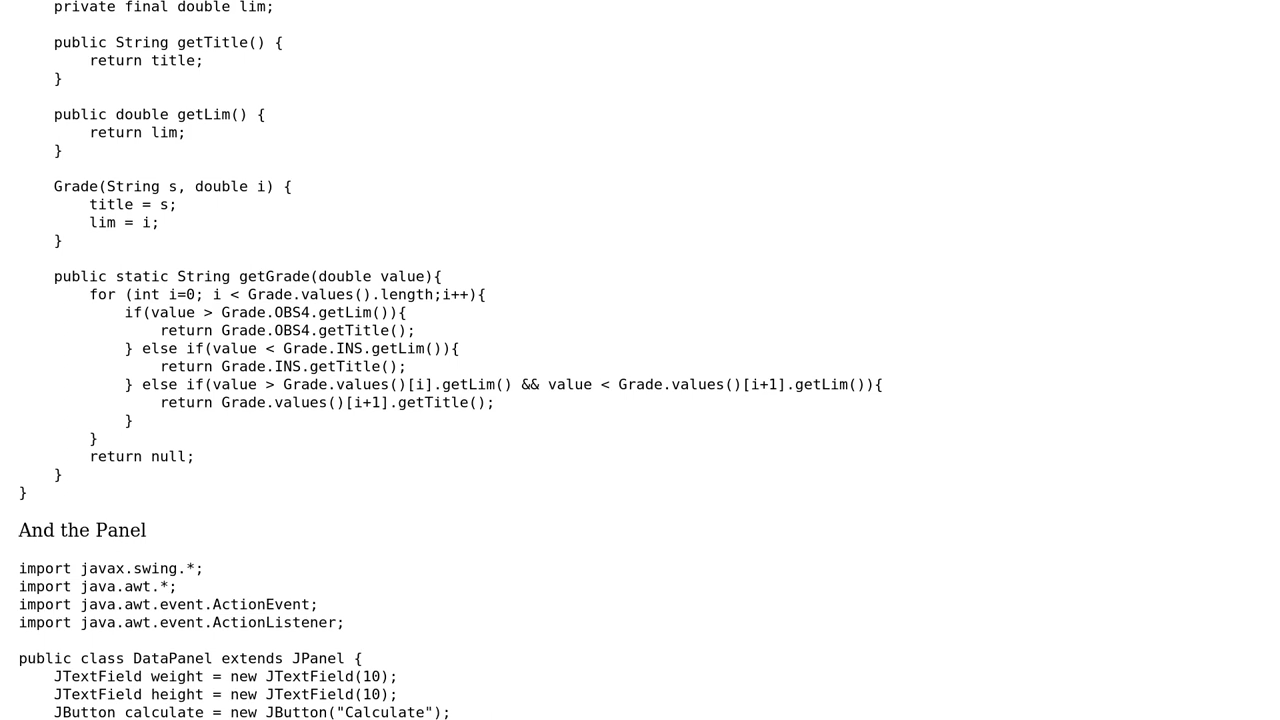 private final double lim;

    public String getTitle() {
        return title;
    }

    public double getLim() {
        return lim;
    }

    Grade(String s, double i) {
        title = s;
        lim = i;
    }

    public static String getGrade(double value){
        for (int i=0; i < Grade.values().length;i++){
            if(value > Grade.OBS4.getLim()){
                return Grade.OBS4.getTitle();
            } else if(value < Grade.INS.getLim()){
                return Grade.INS.getTitle();
            } else if(value > Grade.values()[i].getLim() && value < Grade.values()[i+1].getLim()){
                return Grade.values()[i+1].getTitle();
            }
        }
        return null;
    }
}

And the Panel

import javax.swing.*;
import java.awt.*;
import java.awt.event.ActionEvent;
import java.awt.event.ActionListener;

public class DataPanel extends JPanel {
    JTextField weight = new JTextField(10);
    JTextField height = new JTextField(10);
    JButton calculate = new JButton("Calculate");